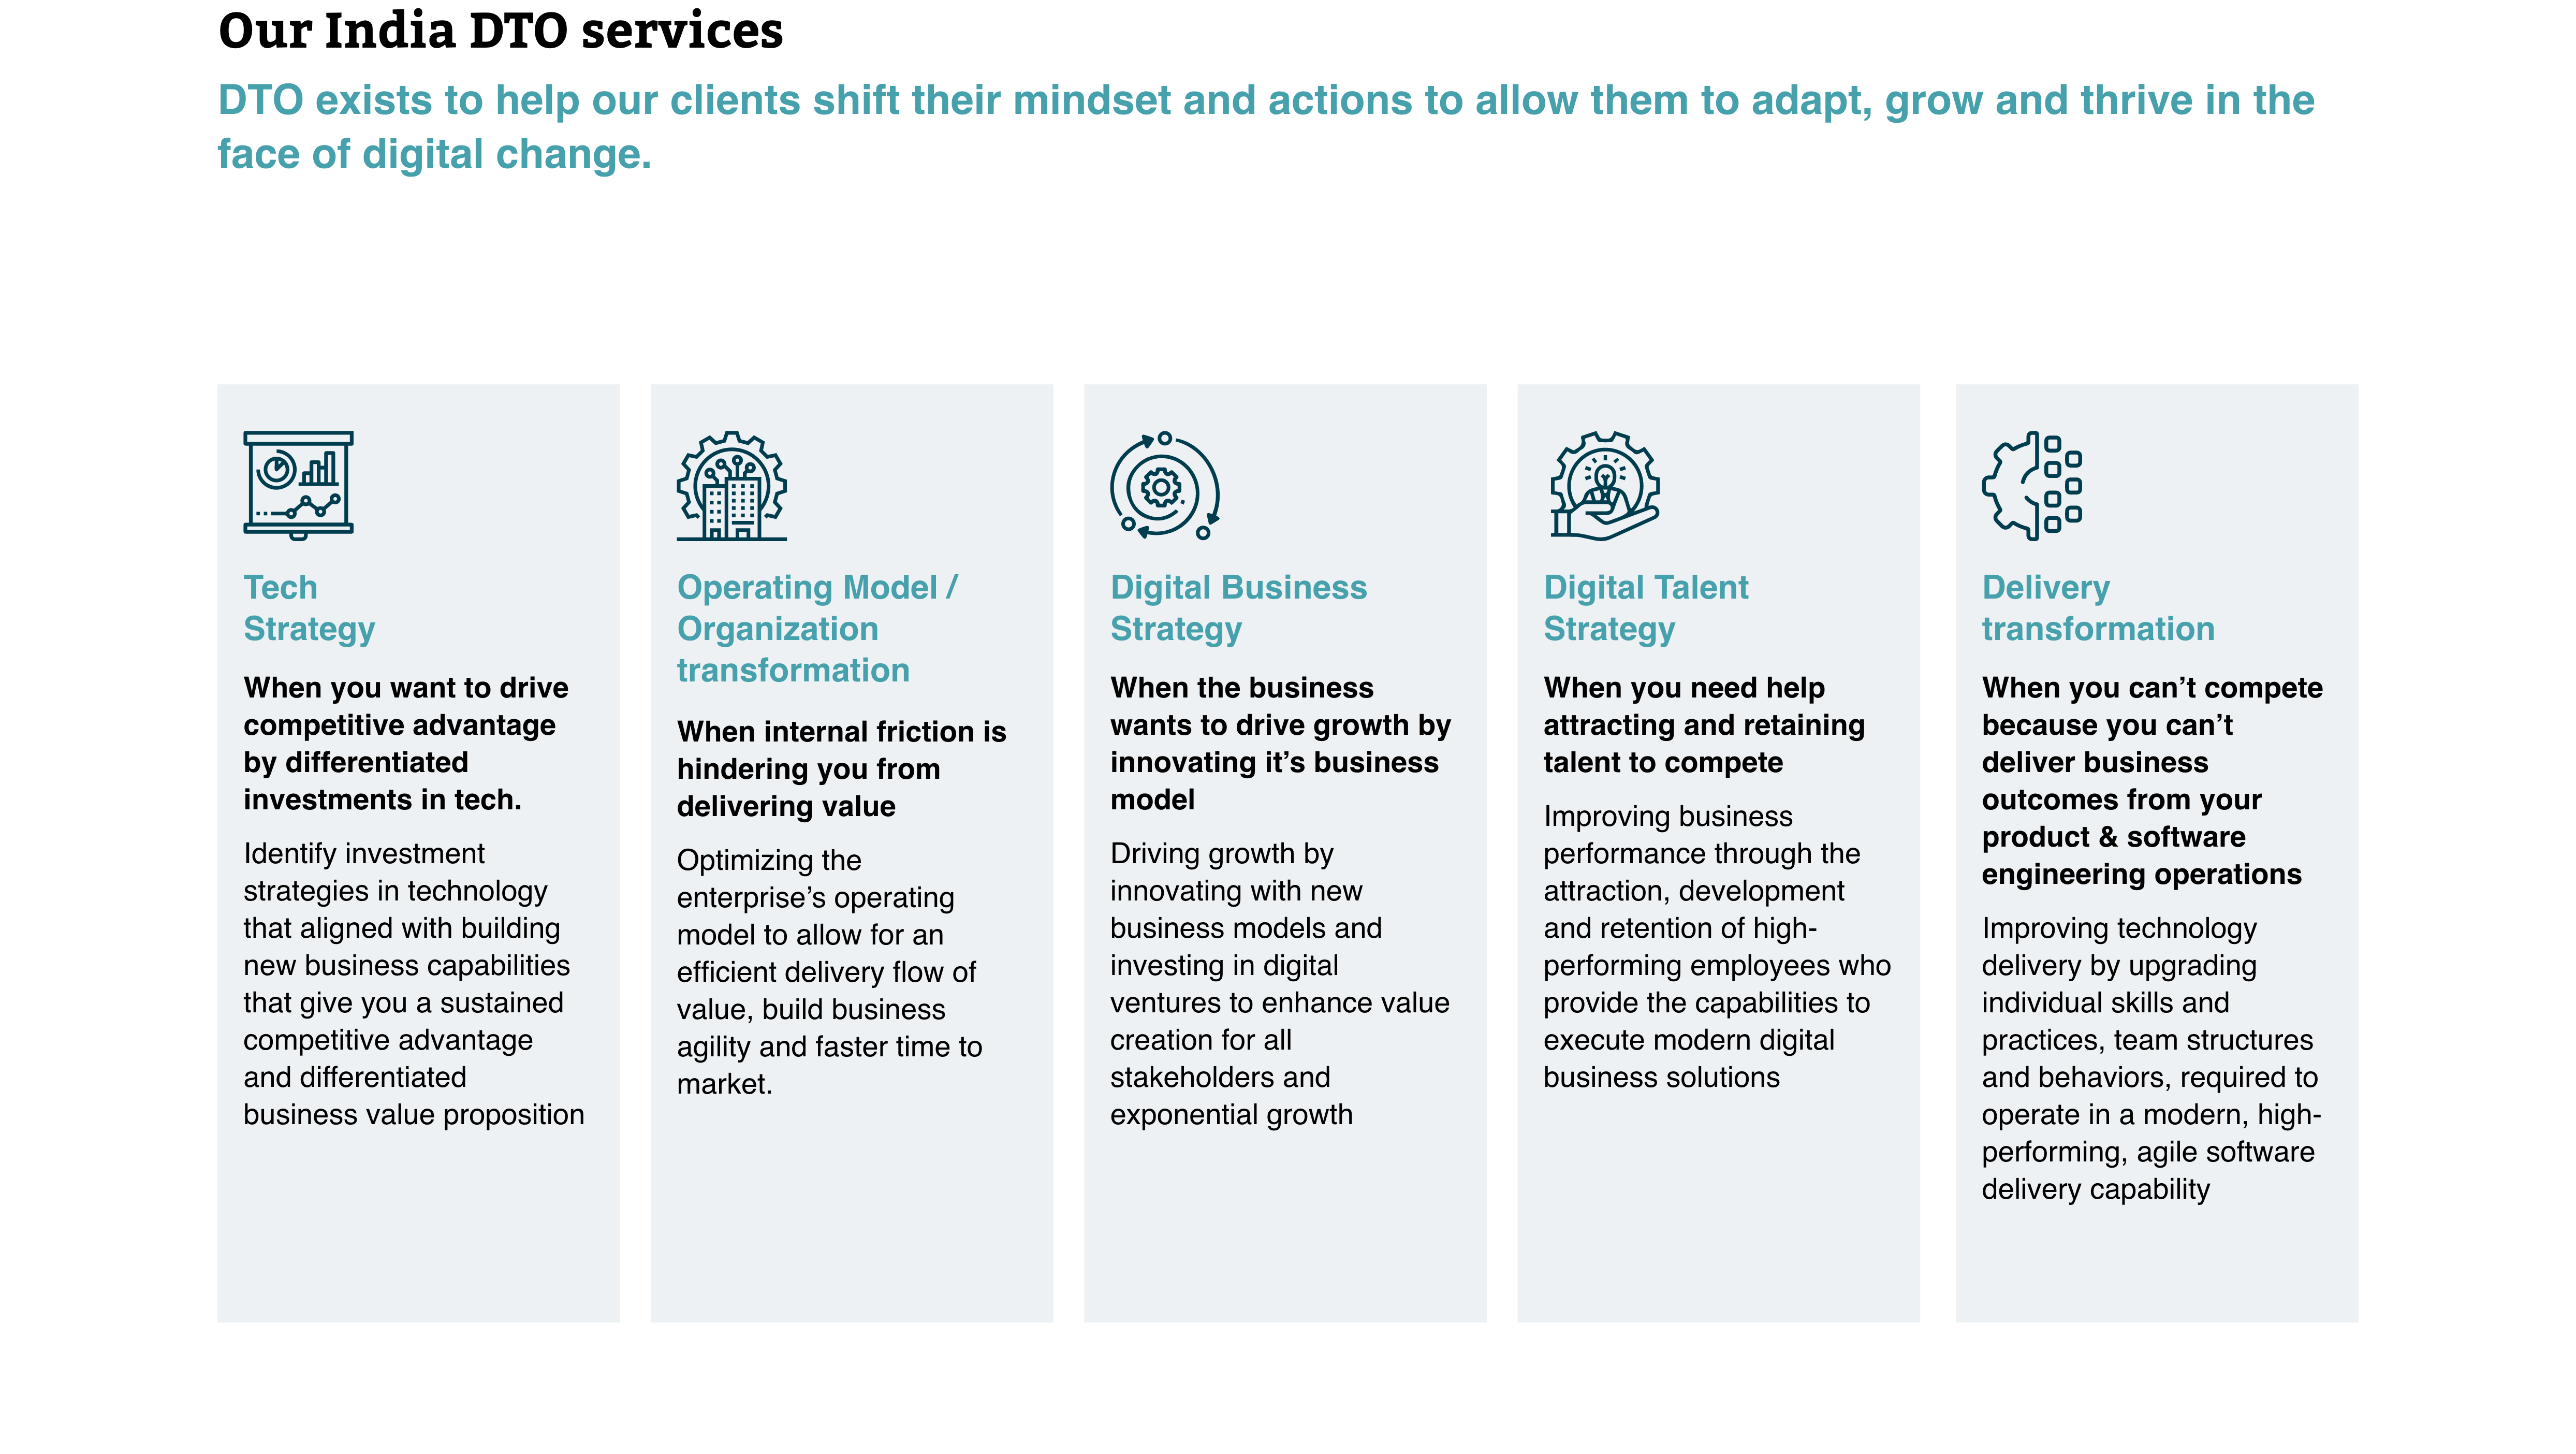 Our India DTO services
DTO exists to help our clients shift their mindset and actions to allow them to adapt, grow and thrive in the
face of digital change.
Tech
Strategy
When you want to drive
competitive advantage
by differentiated
investments in tech.
Identify investment
strategies in technology
that aligned with building
new business capabilities
that give you a sustained
competitive advantage
and differentiated
business value proposition
Operating Model /
Organization
transformation
When internal friction is
hindering you from
delivering value
Optimizing the
enterprise’s operating
model to allow for an
efficient delivery flow of
value, build business
agility and faster time to
market.
Digital Business
Strategy
When the business
wants to drive growth by
innovating it’s business
model
Driving growth by
innovating with new
business models and
investing in digital
ventures to enhance value
creation for all
stakeholders and
exponential growth
Digital Talent
Strategy
When you need help
attracting and retaining
talent to compete
Improving business
performance through the
attraction, development
and retention of high-
performing employees who
provide the capabilities to
execute modern digital
business solutions
Delivery
transformation
When you can’t compete
because you can’t
deliver business
outcomes from your
product & software
engineering operations
Improving technology
delivery by upgrading
individual skills and
practices, team structures
and behaviors, required to
operate in a modern, high-
performing, agile software
delivery capability